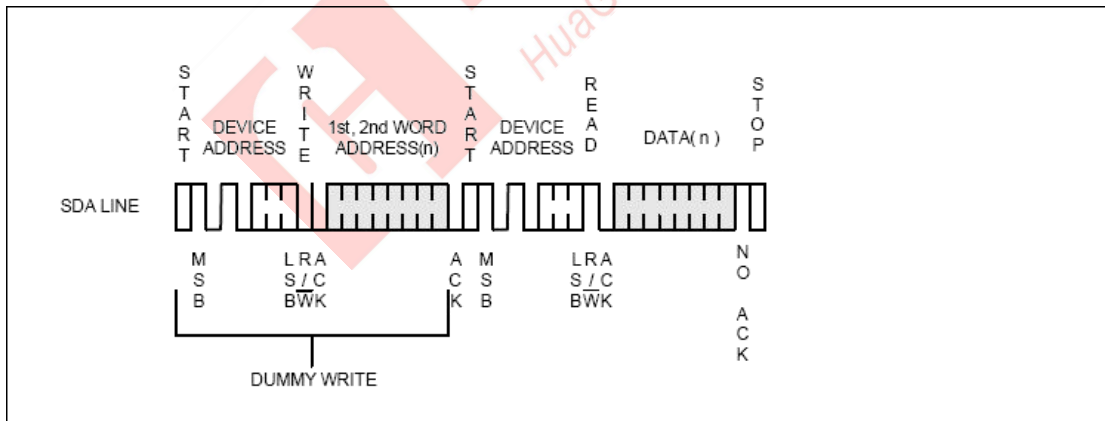 HuaG
START
DEVICE ADDRESS
WRITE
1st, 2nd WORD ADDRESS(n)
START
DEVICE ADDRESS
READ
DATA( n )
STOP
SDA LINE
MSB
LSB
R/W
ACK
ACK
MSB
LSB
R/W
ACK
NO ACK
DUMMY WRITE